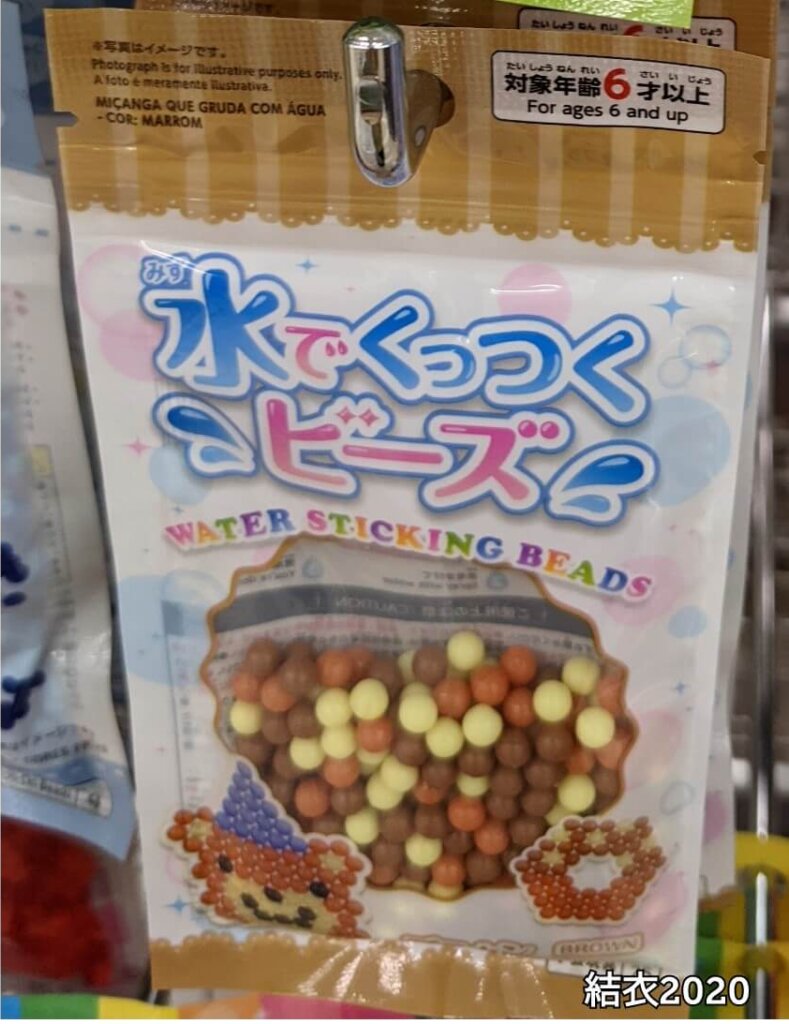 ※写真はイメージです。
Photograph is for illustrative purposes only.
A foto é meramente illustrativa.
MIÇANGA QUE GRUDA COM ÁGUA
- COR: MARROM
たいしょうねんれい さいいじょう
対象年齢6才以上
For ages 6 and up
みず
水でくっつく
ビーズ
WATER STICKING BEADS
BROWN
結衣2020